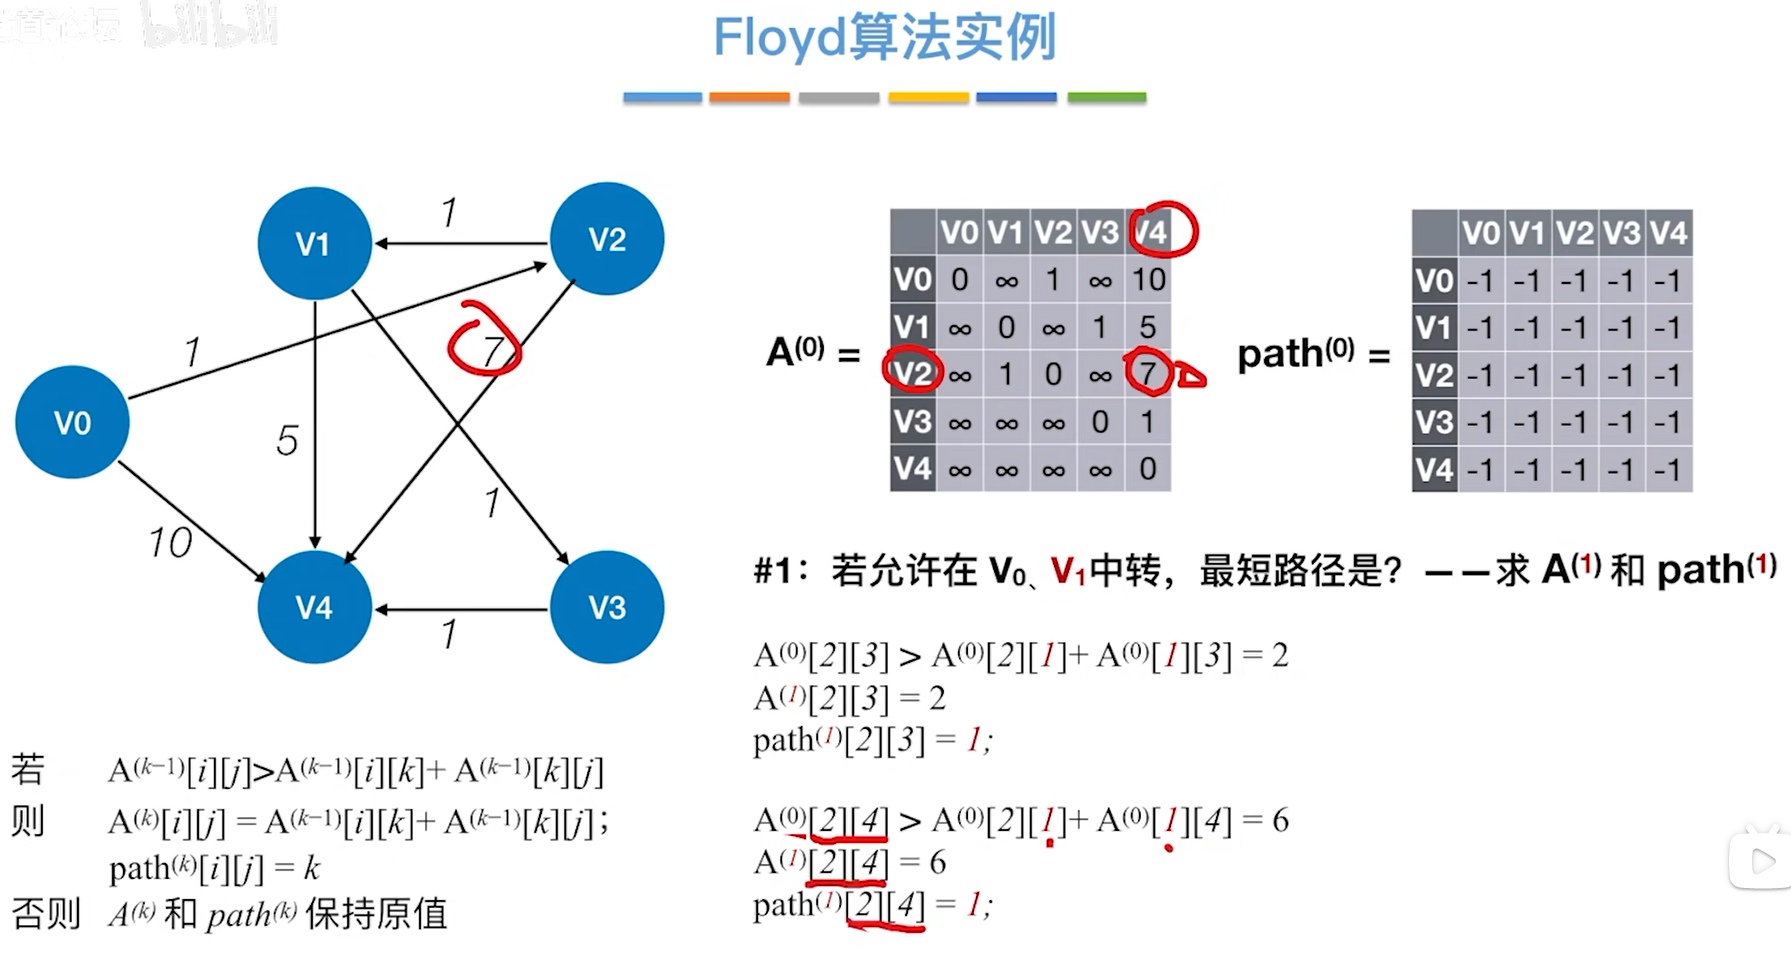 道论坛 bilibili
Floyd算法实例
V1
1
V2
1
7
V0
5
1
10
V4
1
V3
A(0) =
V0 V1 V2 V3 V4
V0 0 ∞ 1 ∞ 10
V1 ∞ 0 ∞ 1 5
V2 ∞ 1 0 ∞ 7
V3 ∞ ∞ ∞ 0 1
V4 ∞ ∞ ∞ ∞ 0
path(0) =
V0 V1 V2 V3 V4
V0 -1 -1 -1 -1 -1
V1 -1 -1 -1 -1 -1
V2 -1 -1 -1 -1 -1
V3 -1 -1 -1 -1 -1
V4 -1 -1 -1 -1 -1
#1：若允许在 V0、V1中转，最短路径是？——求 A(1) 和 path(1)
A(0)[2][3] > A(0)[2][1]+ A(0)[1][3] = 2
A(1)[2][3] = 2
path(1)[2][3] = 1;
A(0)[2][4] > A(0)[2][1]+ A(0)[1][4] = 6
A(1)[2][4] = 6
path(1)[2][4] = 1;
若 A(k−1)[i][j]>A(k−1)[i][k]+ A(k−1)[k][j]
则 A(k)[i][j] = A(k−1)[i][k]+ A(k−1)[k][j]；
path(k)[i][j] = k
否则 A(k) 和 path(k) 保持原值